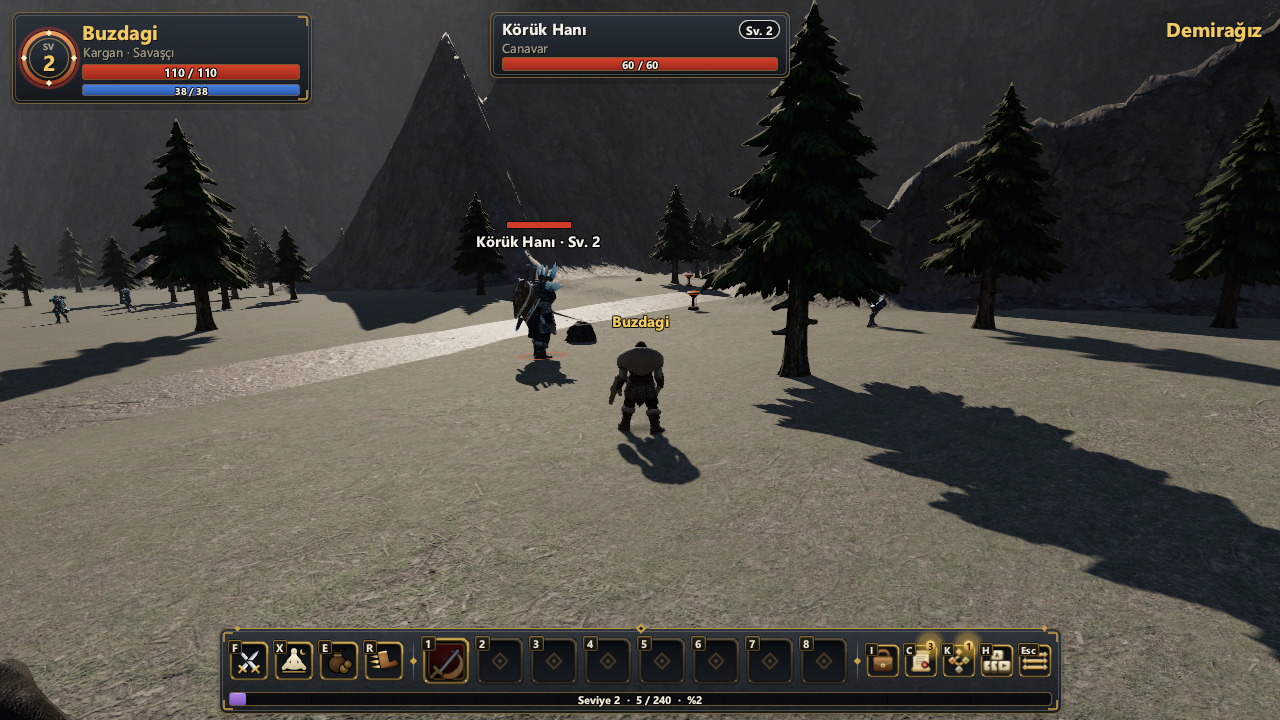 SV
2
Buzdagi
Kargan · Savaşçı
110 / 110
38 / 38
Körük Hanı
Sv. 2
Canavar
60 / 60
Demirağız
Körük Hanı · Sv. 2
Buzdagi
F
X
E
R
1
2
3
4
5
6
7
8
I
C
3
K
1
H
Esc
Seviye 2 · 5 / 240 · %2